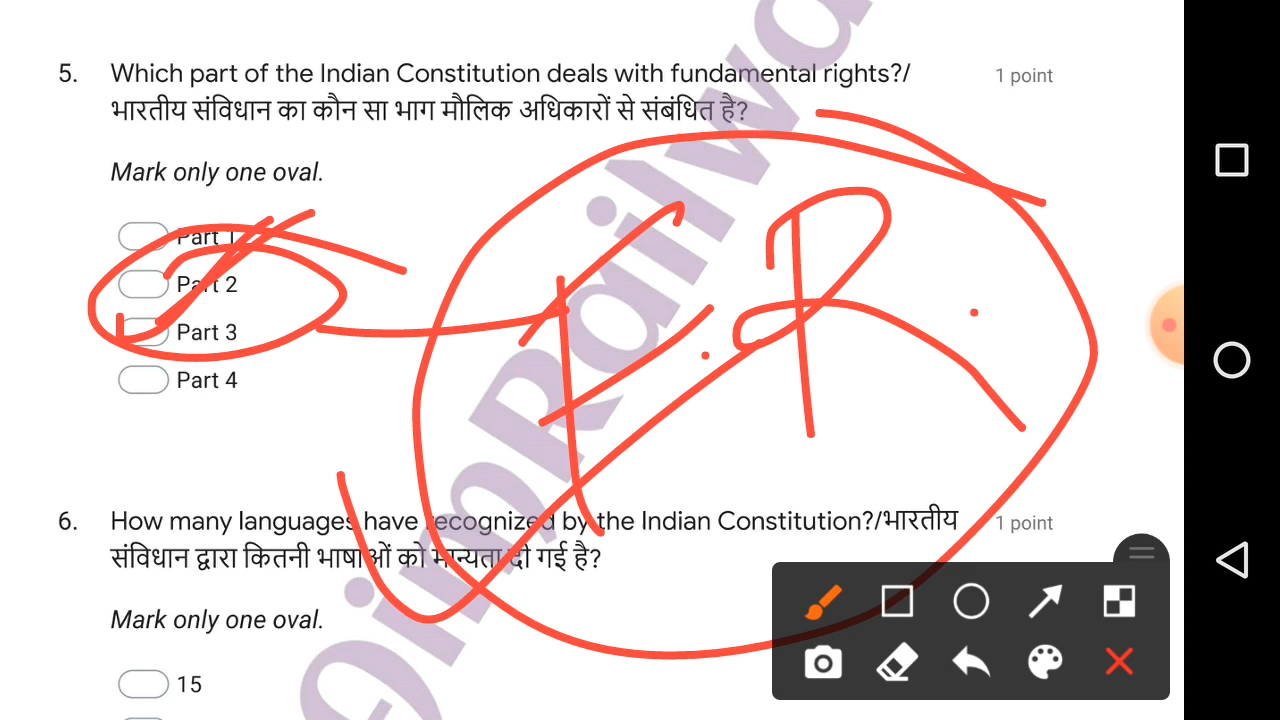 5. Which part of the Indian Constitution deals with fundamental rights?/ 1 point
भारतीय संविधान का कौन सा भाग मौलिक अधिकारों से संबंधित है?
Mark only one oval.
Part 1
Part 2
Part 3
Part 4
F.R.
6. How many languages have recognized by the Indian Constitution?/भारतीय 1 point
संविधान द्वारा कितनी भाषाओं को मान्यता दी गई है?
Mark only one oval.
15